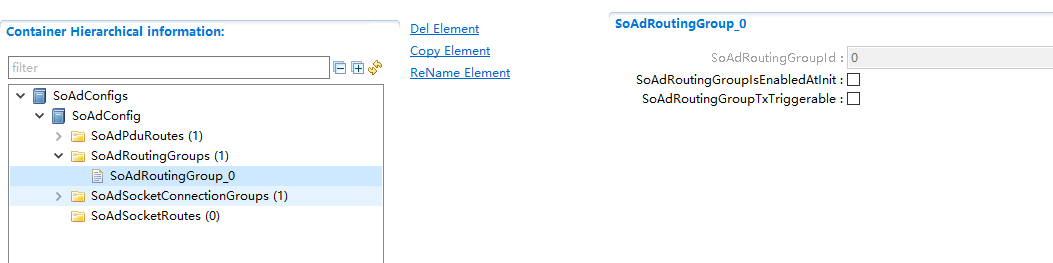 Container Hierarchical information:
filter
SoAdConfigs
SoAdConfig
SoAdPduRoutes (1)
SoAdRoutingGroups (1)
SoAdRoutingGroup_0
SoAdSocketConnectionGroups (1)
SoAdSocketRoutes (0)
Del Element
Copy Element
ReName Element
SoAdRoutingGroup_0
SoAdRoutingGroupId : 0
SoAdRoutingGroupIsEnabledAtInit :
SoAdRoutingGroupTxTriggerable :